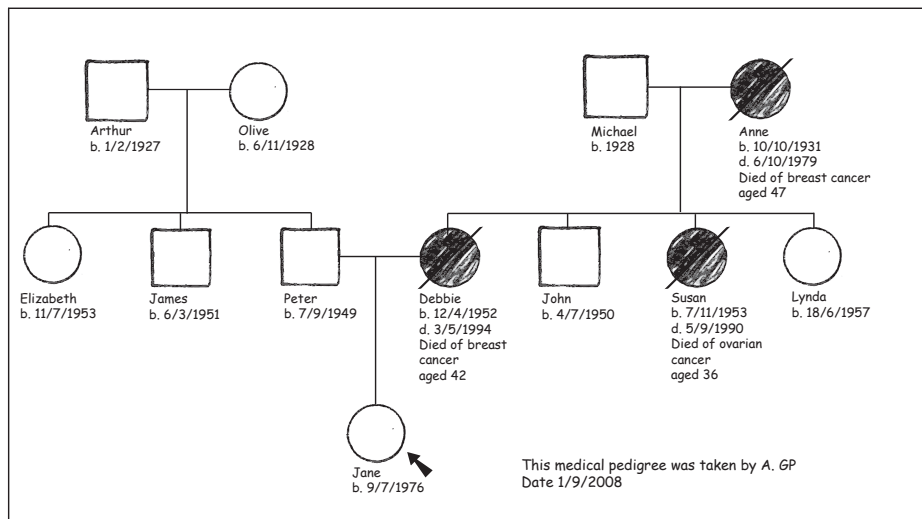 Arthur
b. 1/2/1927
Olive
b. 6/11/1928
Michael
b. 1928
Anne
b. 10/10/1931
d. 6/10/1979
Died of breast cancer
aged 47
Elizabeth
b. 11/7/1953
James
b. 6/3/1951
Peter
b. 7/9/1949
Debbie
b. 12/4/1952
d. 3/5/1994
Died of breast
cancer
aged 42
John
b. 4/7/1950
Susan
b. 7/11/1953
d. 5/9/1990
Died of ovarian
cancer
aged 36
Lynda
b. 18/6/1957
Jane
b. 9/7/1976
This medical pedigree was taken by A. GP
Date 1/9/2008